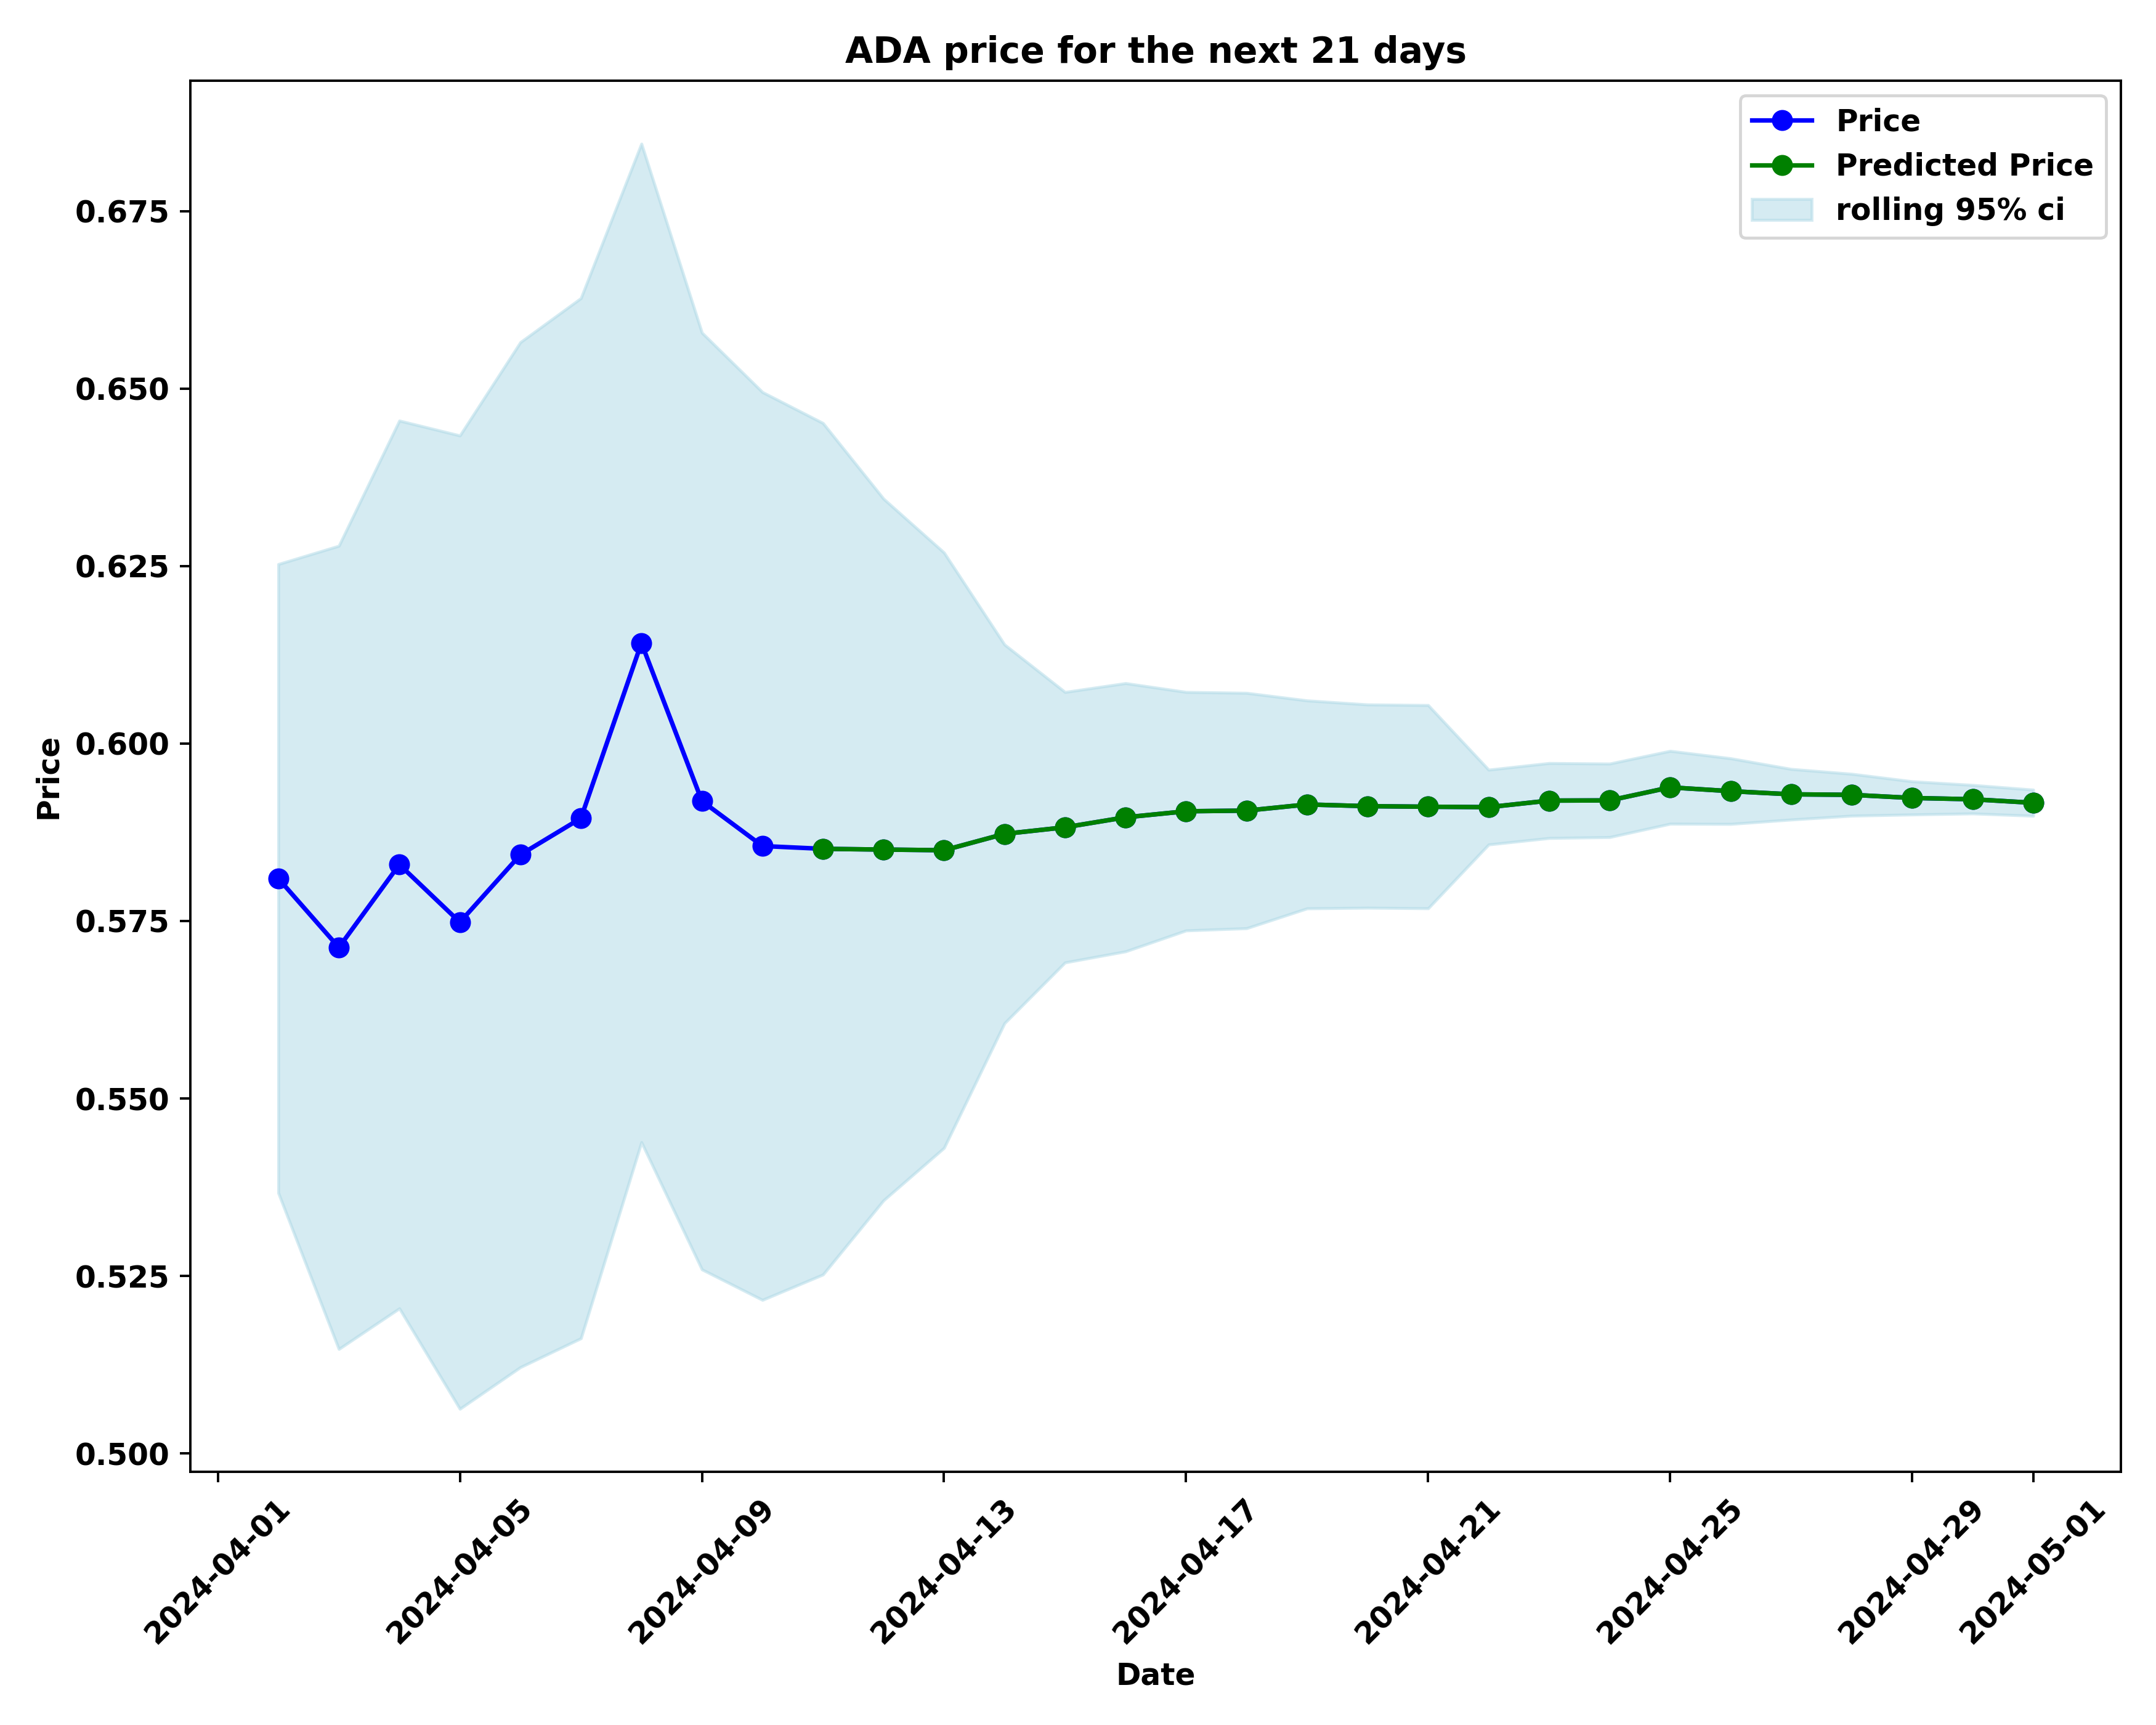 ADA price for the next 21 days
Price
Predicted Price
rolling 95% ci
0.675
0.650
0.625
0.600
0.575
0.550
0.525
0.500
Price
2024-04-01
2024-04-05
2024-04-09
2024-04-13
2024-04-17
2024-04-21
2024-04-25
2024-04-29
2024-05-01
Date